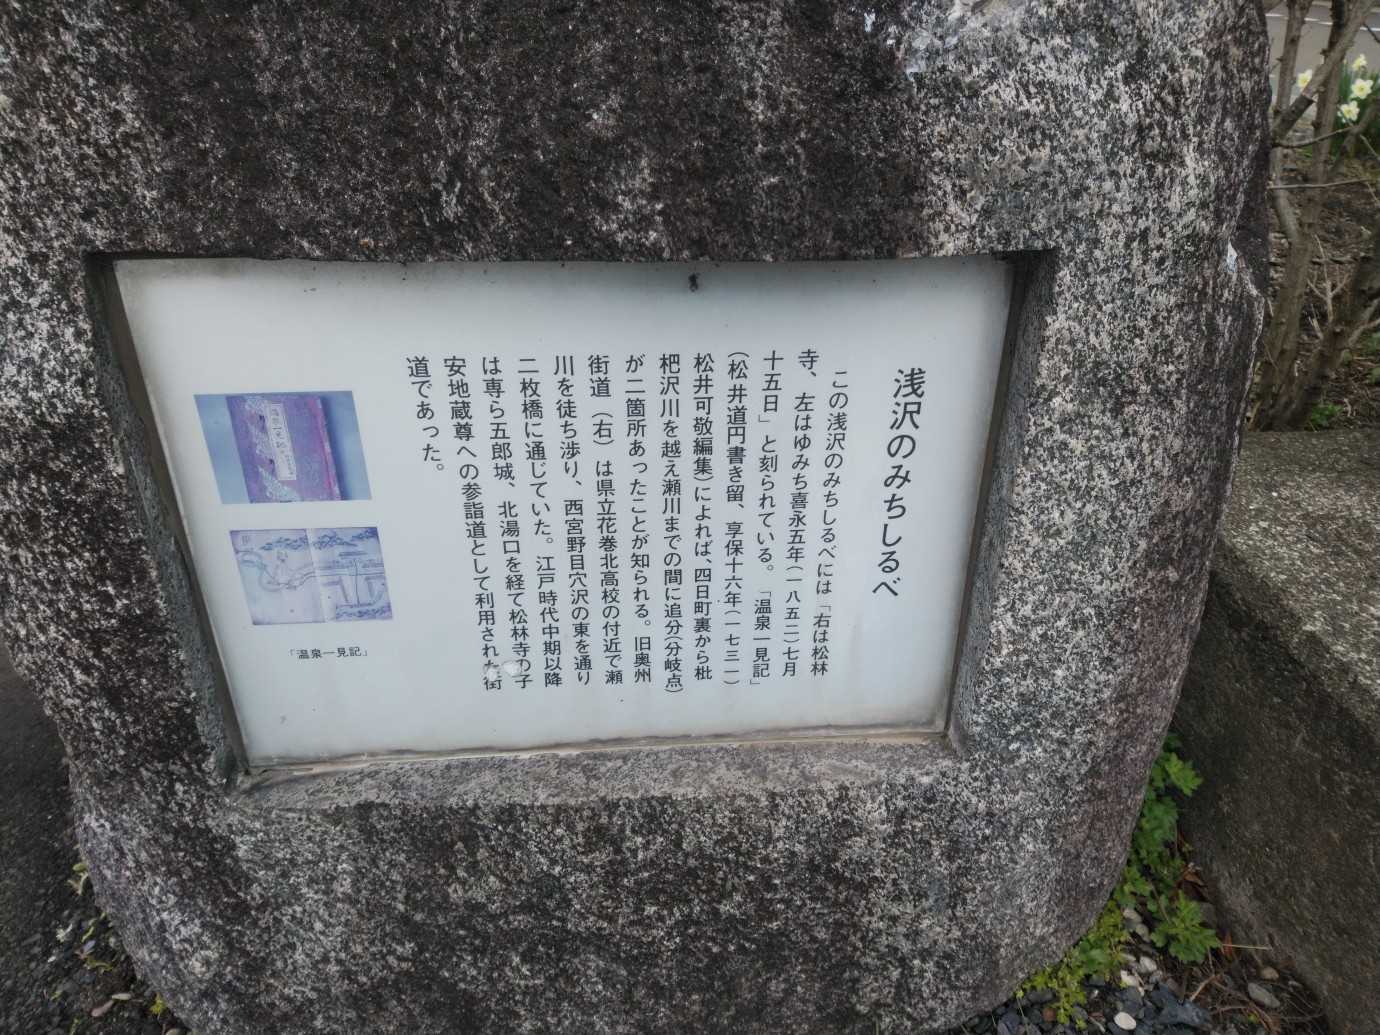 浅沢のみちしるべ
この浅沢のみちしるべには「右は松林
寺、左はゆみち喜永五年(一八五二)七月
十五日」と刻られている。「温泉一見記」
(松井道円書き留、享保十六年(一七三一)
松井可敬編集)によれば、四日町裏から枇
杷沢川を越え瀬川までの間に追分(分岐点)
が二箇所あったことが知られる。旧奥州
街道(右)は県立花巻北高校の付近で瀬
川を徒ち渉り、西宮野目穴沢の東を通り
二枚橋に通じていた。江戸時代中期以降
は専ら五郎城、北湯口を経て松林寺の子
安地蔵尊への参詣道として利用された街
道であった。
「温泉一見記」